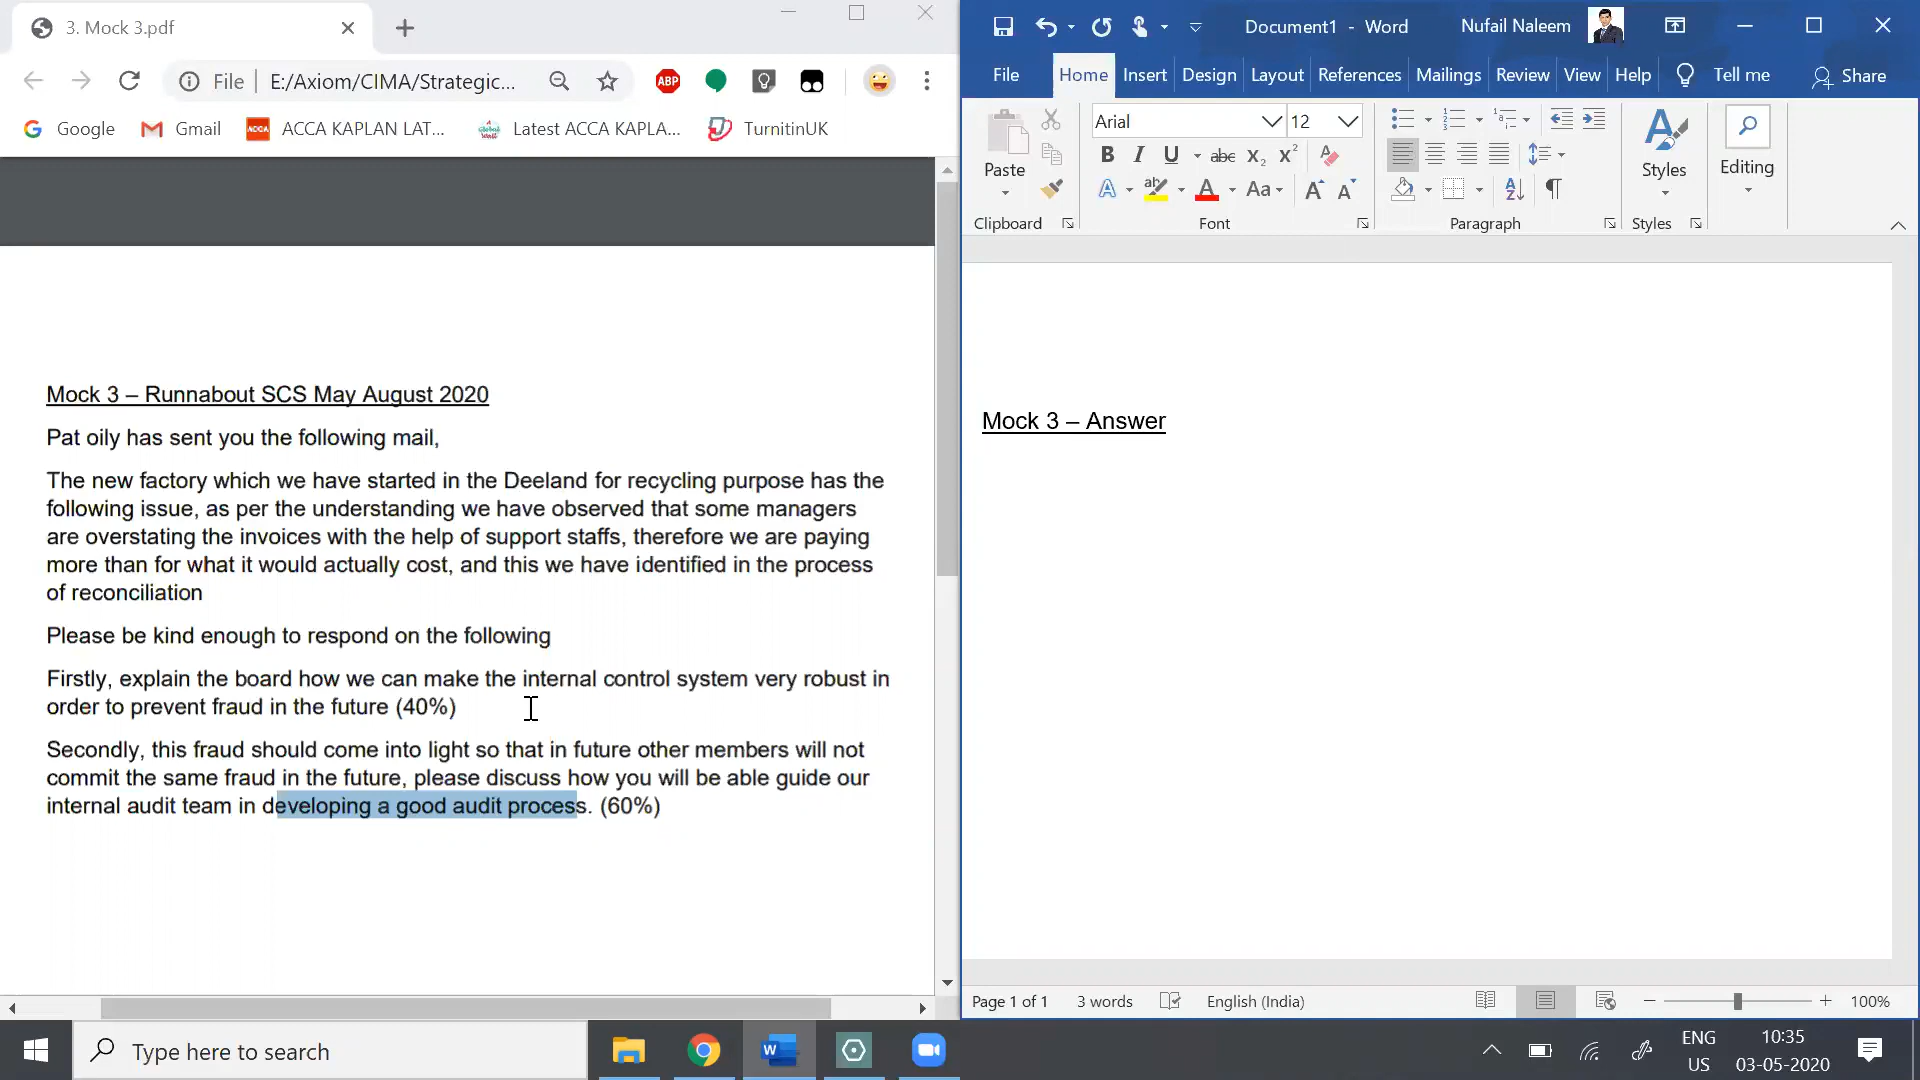 3. Mock 3.pdf
File
E:/Axiom/CIMA/Strategic...
ABP
Google
Gmail
ACCA
ACCA KAPLAN LAT...
Latest ACCA KAPLA...
TurnitinUK
Mock 3 – Runnabout SCS May August 2020
Pat oily has sent you the following mail,
The new factory which we have started in the Deeland for recycling purpose has the
following issue, as per the understanding we have observed that some managers
are overstating the invoices with the help of support staffs, therefore we are paying
more than for what it would actually cost, and this we have identified in the process
of reconciliation
Please be kind enough to respond on the following
Firstly, explain the board how we can make the internal control system very robust in
order to prevent fraud in the future (40%)
Secondly, this fraud should come into light so that in future other members will not
commit the same fraud in the future, please discuss how you will be able guide our
internal audit team in developing a good audit process. (60%)
Document1 - Word
Nufail Naleem
File Home Insert Design Layout References Mailings Review View Help Tell me Share
Paste
Clipboard
Arial 12
B I U abc X2 X2
A ab A Aa A A
Font
Paragraph
Styles
Styles
Editing
Mock 3 – Answer
Page 1 of 1 3 words English (India) 100%
Type here to search
ENG
US
10:35
03-05-2020